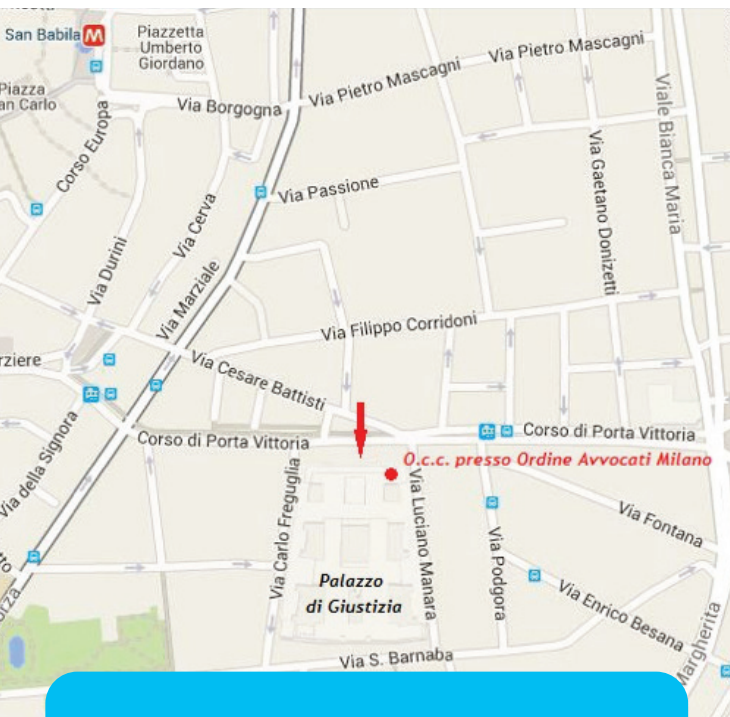 San Babila
M
Piazzetta
Umberto
Giordano
Via Pietro Mascagni
Via Pietro Mascagni
Piazza
an Carlo
Via Borgogna
Corso Europa
Viale Bianca Maria
Via Passione
Via Gaetano Donizetti
Via Cerva
Via Durini
Via Marziale
Via Filippo Corridoni
rziere
Via Cesare Battisti
Corso di Porta Vittoria
Corso di Porta Vittoria
O.c.c. presso Ordine Avvocati Milano
Via della Signora
Via Carlo Freguglia
Via Luciano Manara
Via Fontana
Via Podgora
Palazzo
di Giustizia
Via Enrico Besana
Margherita
Via S. Barnaba